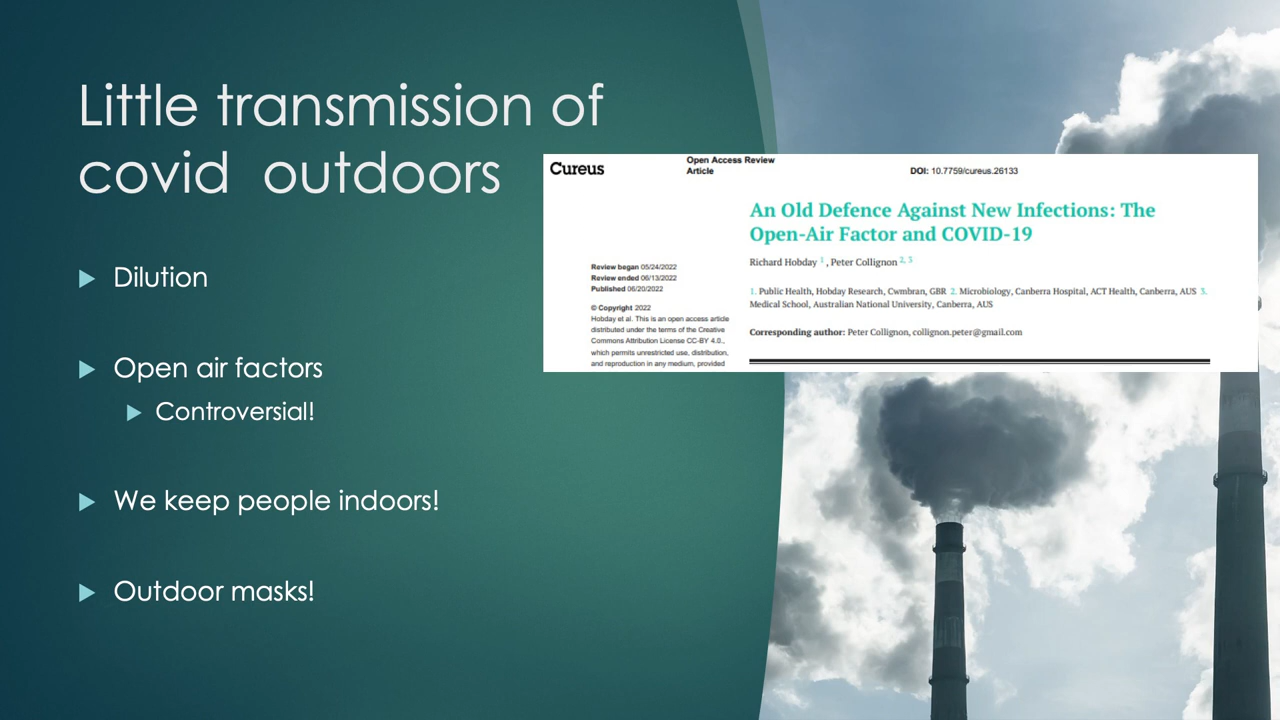 Little transmission of
covid outdoors
Dilution
Open air factors
Controversial!
We keep people indoors!
Outdoor masks!
Cureus
Open Access Review
Article
DOI: 10.7759/cureus.26133
An Old Defence Against New Infections: The
Open-Air Factor and COVID-19
Richard Hobday 1 , Peter Collignon 2, 3
1. Public Health, Hobday Research, Cwmbran, GBR 2. Microbiology, Canberra Hospital, ACT Health, Canberra, AUS 3.
Medical School, Australian National University, Canberra, AUS
Corresponding author: Peter Collignon, collignon.peter@gmail.com
Review began 05/24/2022
Review ended 06/13/2022
Published 06/20/2022
© Copyright 2022
Hobday et al. This is an open access article
distributed under the terms of the Creative
Commons Attribution License CC-BY 4.0.,
which permits unrestricted use, distribution,
and reproduction in any medium, provided